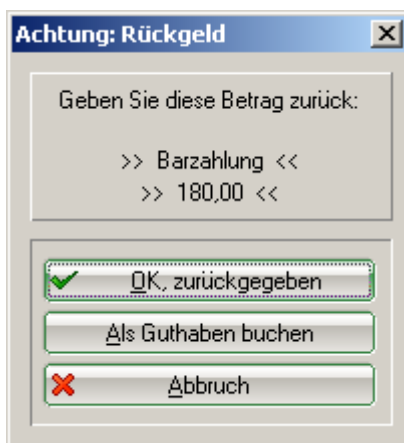 Achtung: Rückgeld
Geben Sie diese Betrag zurück:
>> Barzahlung <<
>> 180,00 <<
OK, zurückgegeben
Als Guthaben buchen
Abbruch